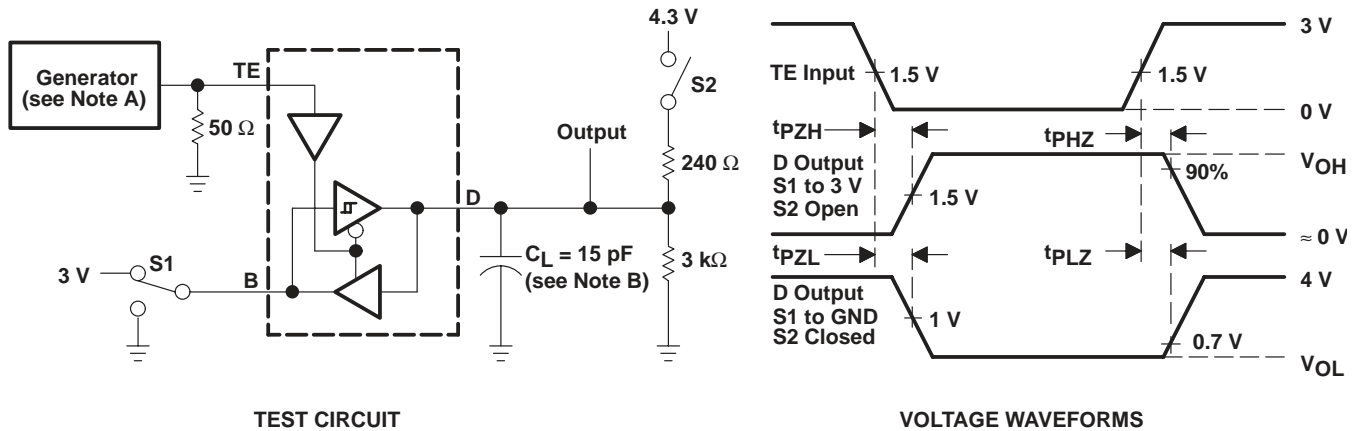 Generator
(see Note A)
TE
50 Ω
4.3 V
S2
Output
240 Ω
D
C_L = 15 pF
(see Note B)
3 kΩ
3 V
S1
B
TEST CIRCUIT
3 V
TE Input
1.5 V
1.5 V
0 V
tPZH
tPHZ
VOH
D Output
S1 to 3 V
S2 Open
90%
1.5 V
≈ 0 V
tPZL
tPLZ
4 V
D Output
S1 to GND
S2 Closed
1 V
0.7 V
VOL
VOLTAGE WAVEFORMS